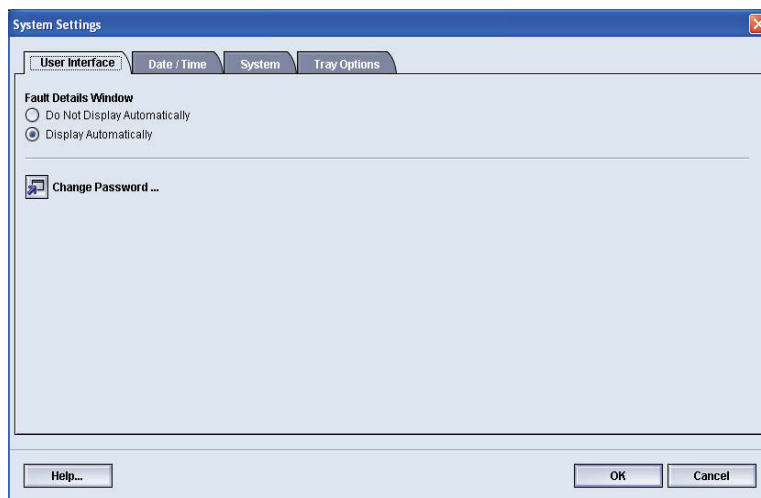 System Settings
User Interface
Date / Time
System
Tray Options
Fault Details Window
Do Not Display Automatically
Display Automatically
Change Password ...
Help...
OK
Cancel